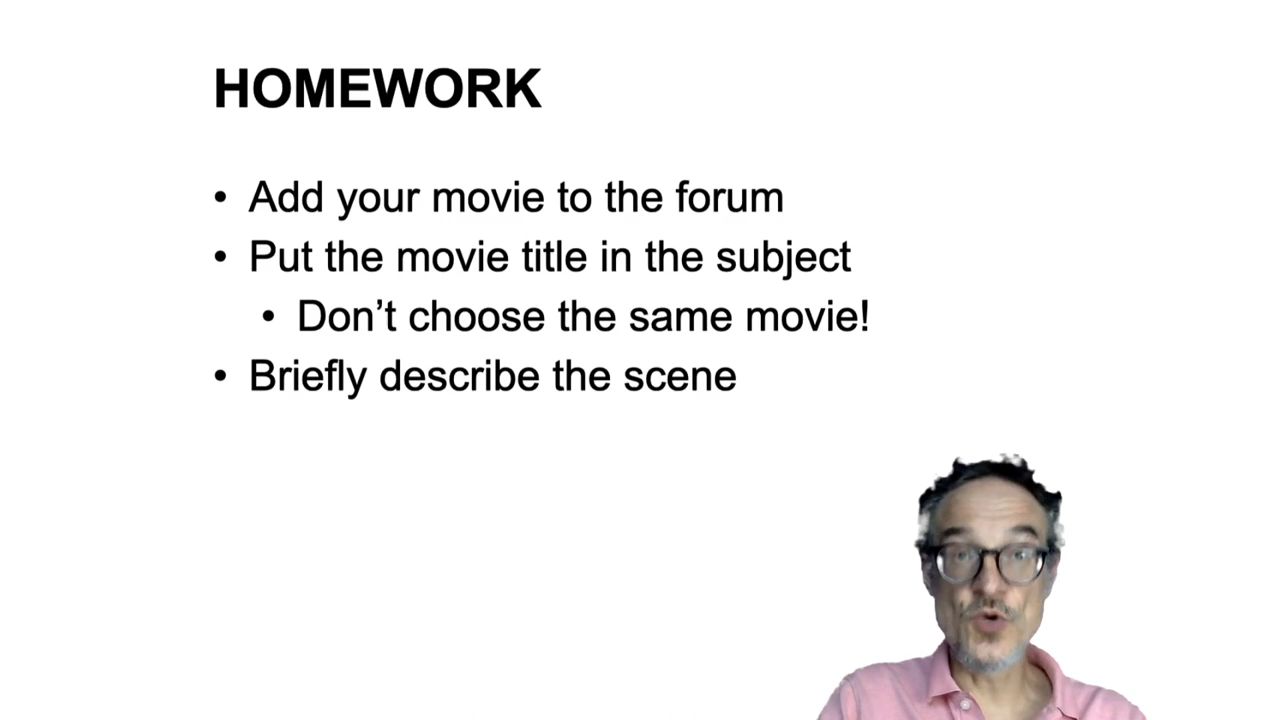 HOMEWORK
• Add your movie to the forum
• Put the movie title in the subject
• Don’t choose the same movie!
• Briefly describe the scene